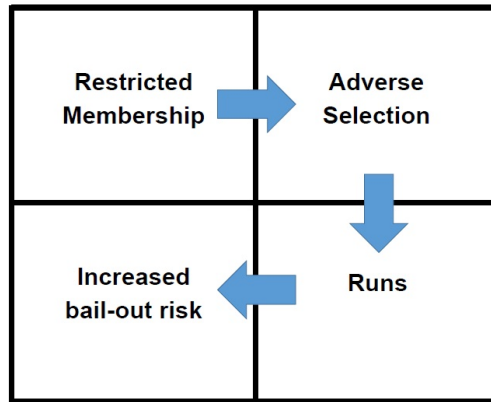 Restricted
Membership
Adverse
Selection
Increased
bail-out risk
Runs